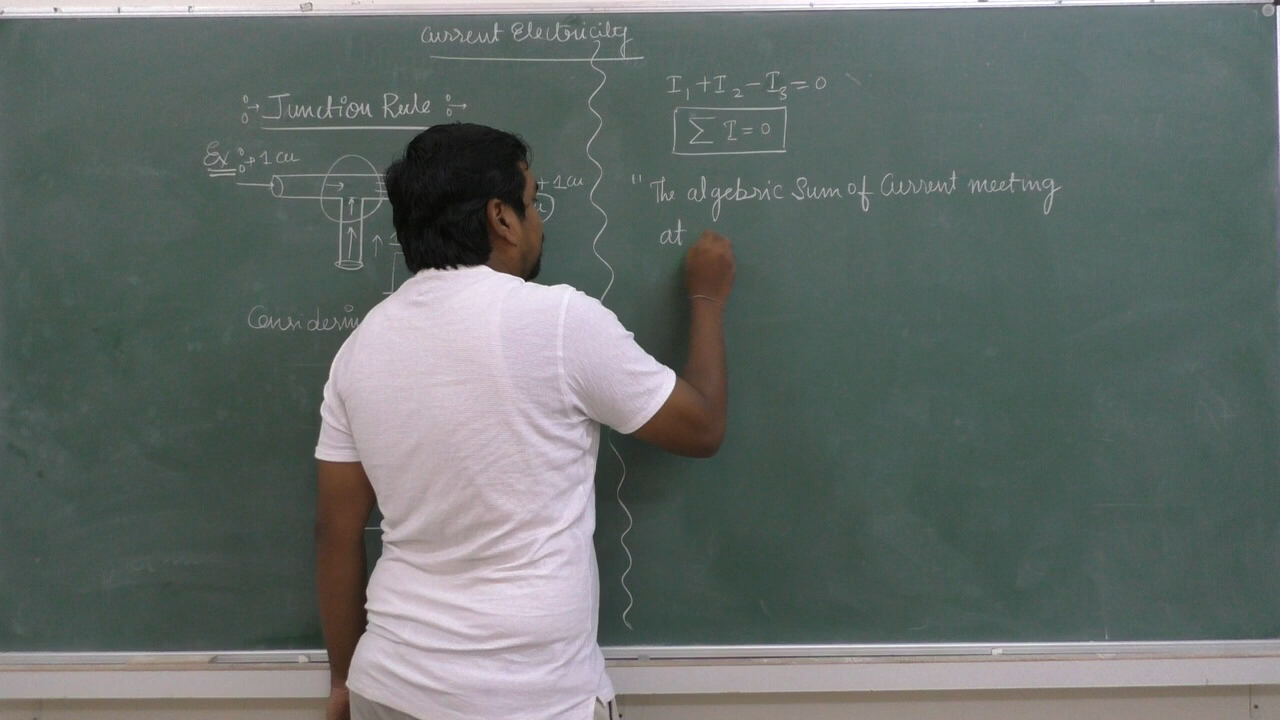 Current Electricity
Junction Rule
Ex: +1 cu
+1 cu
Considerin
I₁+I₂-I₃=0
∑ I=0
" The algebric Sum of Current meeting
at